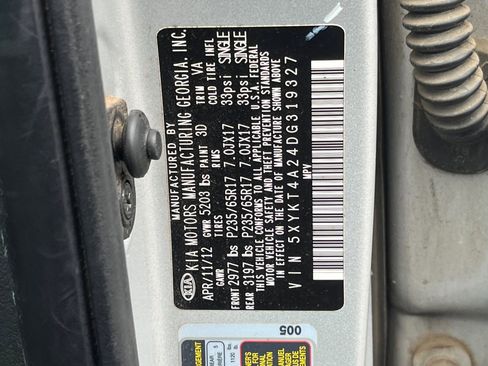 KIA
MANUFACTURED BY
KIA MOTORS MANUFACTURING GEORGIA, INC.
APR/11/12 PAINT 3D TRIM VA
GVWR 5203 lbs RIMS COLD TIRE INFL
FRONT 2977 lbs P235/65R17 7.0JX17 33psi SINGLE
REAR 3197 lbs P235/65R17 7.0JX17 33psi SINGLE
THIS VEHICLE CONFORMS TO ALL APPLICABLE U.S. FEDERAL
MOTOR VEHICLE SAFETY AND THEFT PREVENTION STANDARDS
IN EFFECT ON THE DATE OF MANUFACTURE SHOWN ABOVE
VIN 5XYKT4A24DG319327
MPV
005